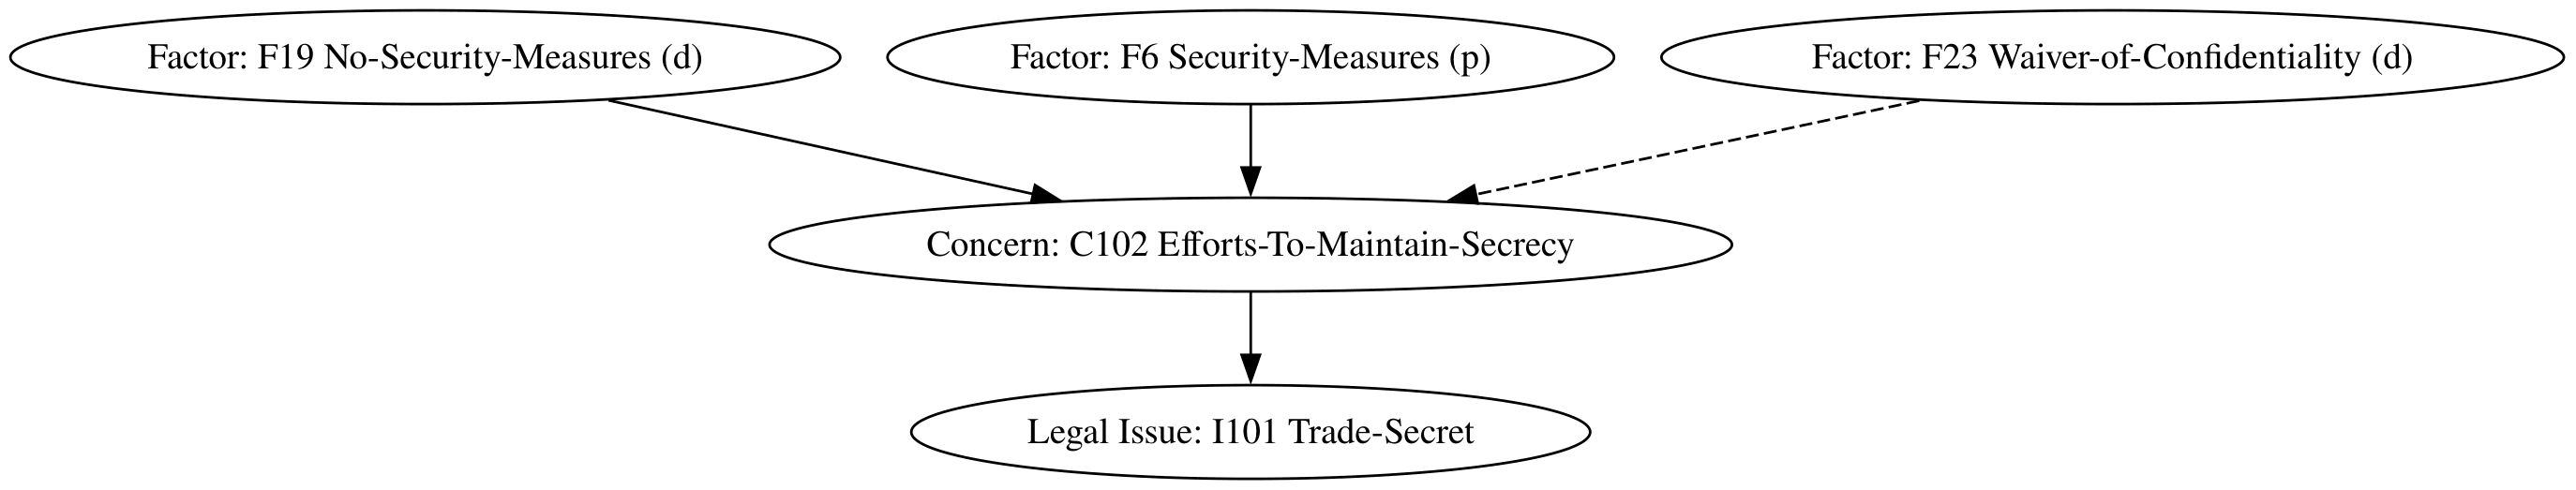 Factor: F19 No-Security-Measures (d)
Factor: F6 Security-Measures (p)
Factor: F23 Waiver-of-Confidentiality (d)
Concern: C102 Efforts-To-Maintain-Secrecy
Legal Issue: I101 Trade-Secret